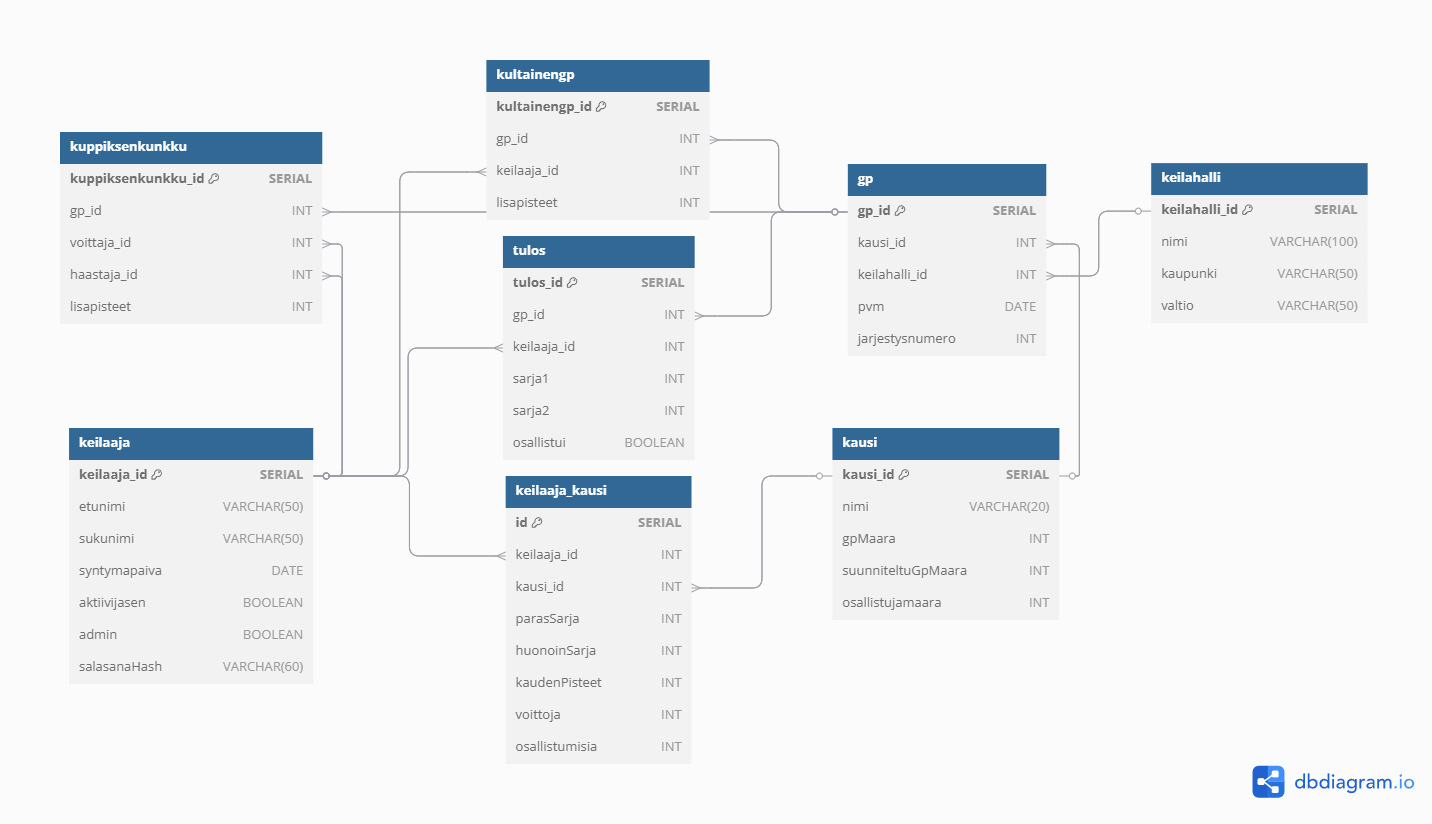 kultainengp
kultainengp_id SERIAL
gp_id INT
keilaaja_id INT
lisapisteet INT
kuppiksenkunkku
kuppiksenkunkku_id SERIAL
gp_id INT
voittaja_id INT
haastaja_id INT
lisapisteet INT
gp
gp_id SERIAL
kausi_id INT
keilahalli_id INT
pvm DATE
jarjestysnumero INT
keilahalli
keilahalli_id SERIAL
nimi VARCHAR(100)
kaupunki VARCHAR(50)
valtio VARCHAR(50)
tulos
tulos_id SERIAL
gp_id INT
keilaaja_id INT
sarja1 INT
sarja2 INT
osallistui BOOLEAN
keilaaja
keilaaja_id SERIAL
etunimi VARCHAR(50)
sukunimi VARCHAR(50)
syntymapaiva DATE
aktiivijasen BOOLEAN
admin BOOLEAN
salasanaHash VARCHAR(60)
keilaaja_kausi
id SERIAL
keilaaja_id INT
kausi_id INT
parasSarja INT
huonoinSarja INT
kaudenPisteet INT
voittoja INT
osallistumisia INT
kausi
kausi_id SERIAL
nimi VARCHAR(20)
gpMaara INT
suunniteltuGpMaara INT
osallistujamaara INT
dbdiagram.io